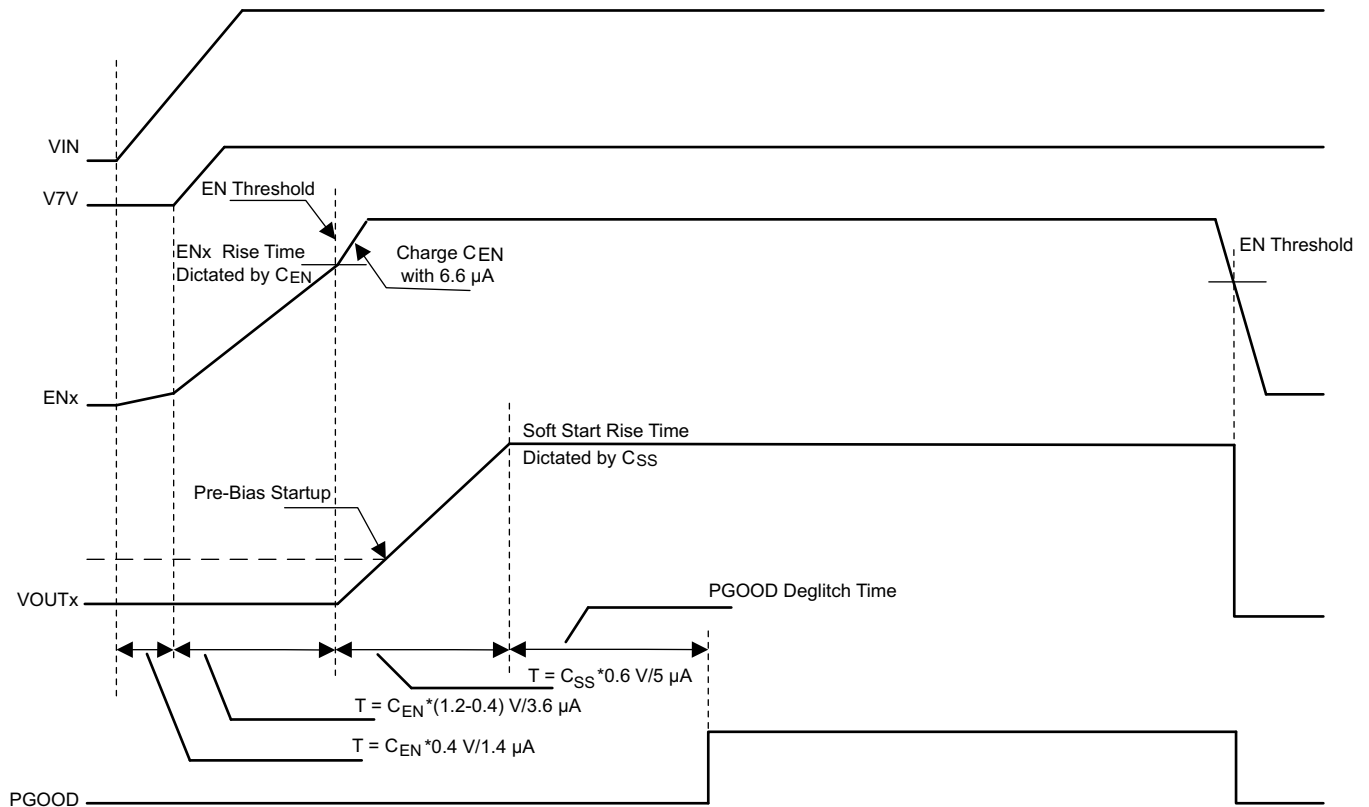 VIN
V7V
EN Threshold
ENx Rise Time
Dictated by CEN
Charge CEN
with 6.6 µA
EN Threshold
ENx
Soft Start Rise Time
Dictated by CSS
Pre-Bias Startup
PGOOD Deglitch Time
VOUTx
T = CSS*0.6 V/5 µA
T = CEN*(1.2-0.4) V/3.6 µA
T = CEN*0.4 V/1.4 µA
PGOOD